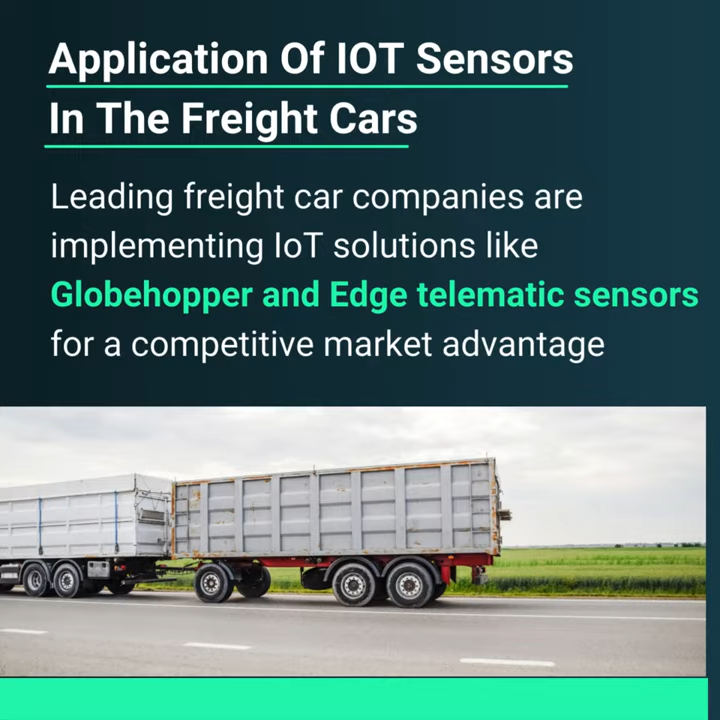 Application Of IOT Sensors
In The Freight Cars
Leading freight car companies are
implementing IoT solutions like
Globehopper and Edge telematic sensors
for a competitive market advantage